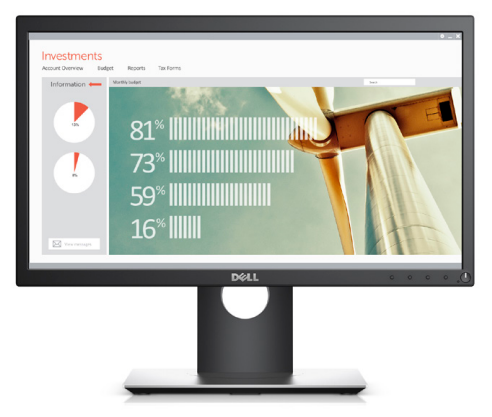 Investments
Account Overview Budget Reports Tax Forms
Information Monthly budget
81%
73%
59%
16%
DELL